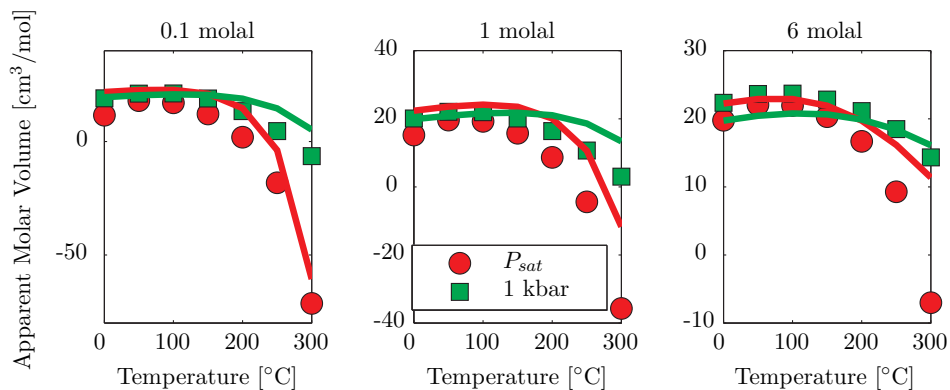 0.1 molal
1 molal
6 molal
Apparent Molar Volume [cm³/mol]
0
-50
0 100 200 300
Temperature [°C]
40
20
0
-20
-40
P_sat
1 kbar
0 100 200 300
Temperature [°C]
30
20
10
0
-10
0 100 200 300
Temperature [°C]